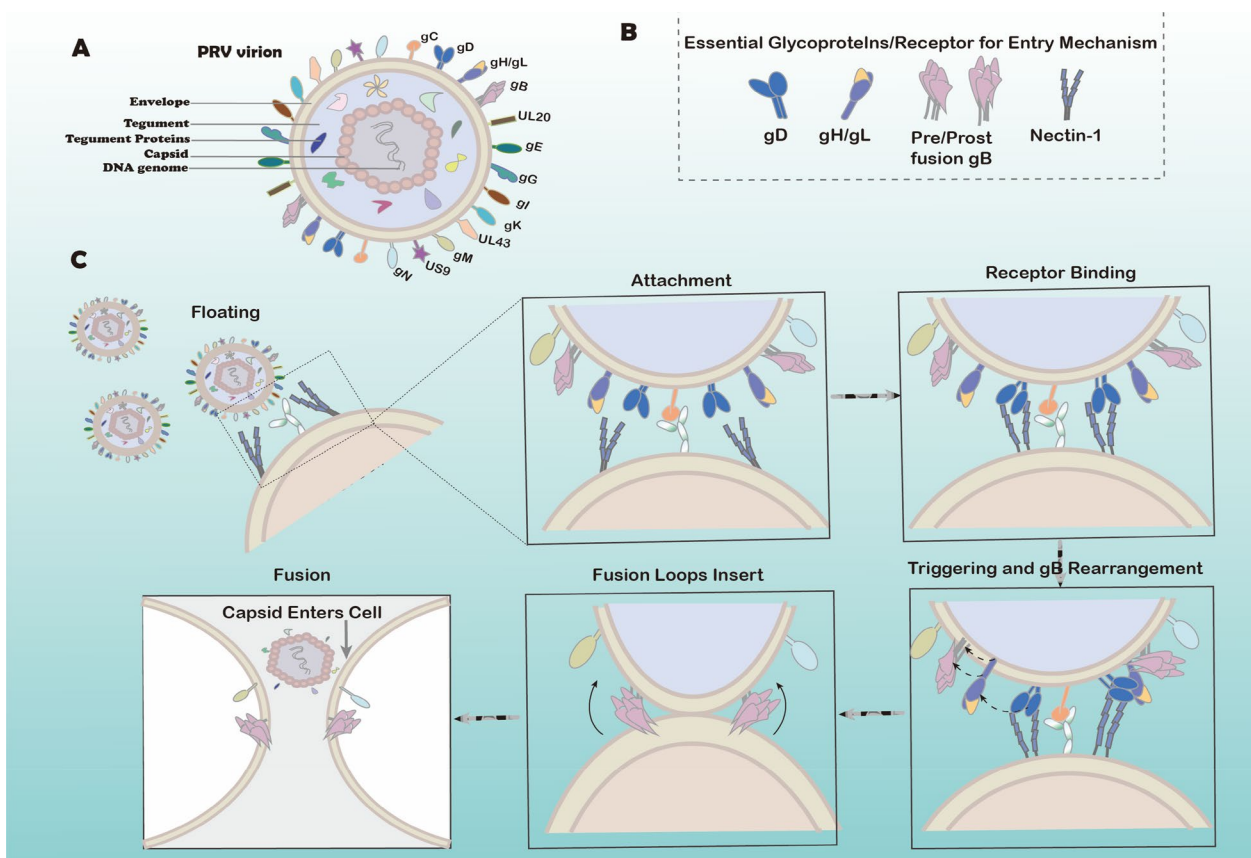 A
PRV virion
gC
gD
gH/gL
gB
UL20
gE
gG
gI
gK
UL43
gM
US9
gN
Envelope
Tegument
Tegument Proteins
Capsid
DNA genome
B
Essential GlycoproteIns/Receptor for Entry Mechanism
gD
gH/gL
Pre/Prost
fusion gB
Nectin-1
C
Floating
Attachment
Receptor Binding
Triggering and gB Rearrangement
Fusion Loops Insert
Fusion
Capsid Enters Cell